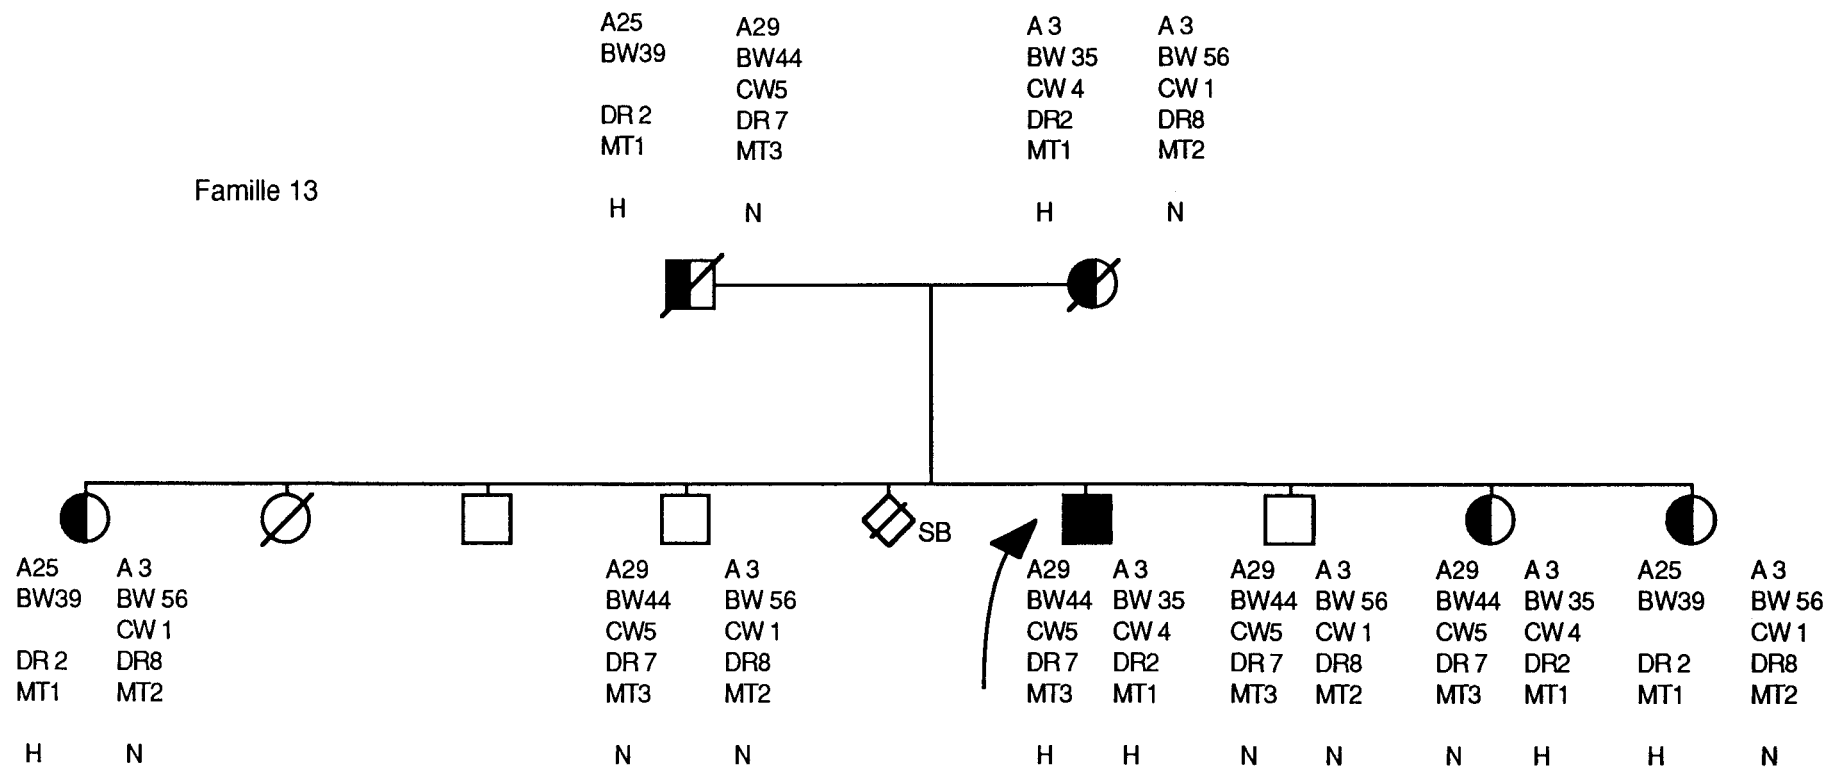 A25 A29 A 3 A 3
BW39 BW44 BW 35 BW 56
CW5 CW 4 CW 1
DR 2 DR 7 DR2 DR8
MT1 MT3 MT1 MT2
Famille 13
H N H N
SB
A25 A 3 A29 A 3 A29 A 3 A29 A 3 A29 A 3 A25 A 3
BW39 BW 56 BW44 BW 56 BW44 BW 35 BW44 BW 56 BW44 BW 35 BW39 BW 56
CW 1 CW5 CW 1 CW5 CW 4 CW5 CW 1 CW5 CW 4 CW 1
DR 2 DR8 DR 7 DR8 DR 7 DR2 DR 7 DR8 DR 7 DR2 DR 2 DR8
MT1 MT2 MT3 MT2 MT3 MT1 MT3 MT2 MT3 MT1 MT1 MT2
H N N N H H N N N H H N